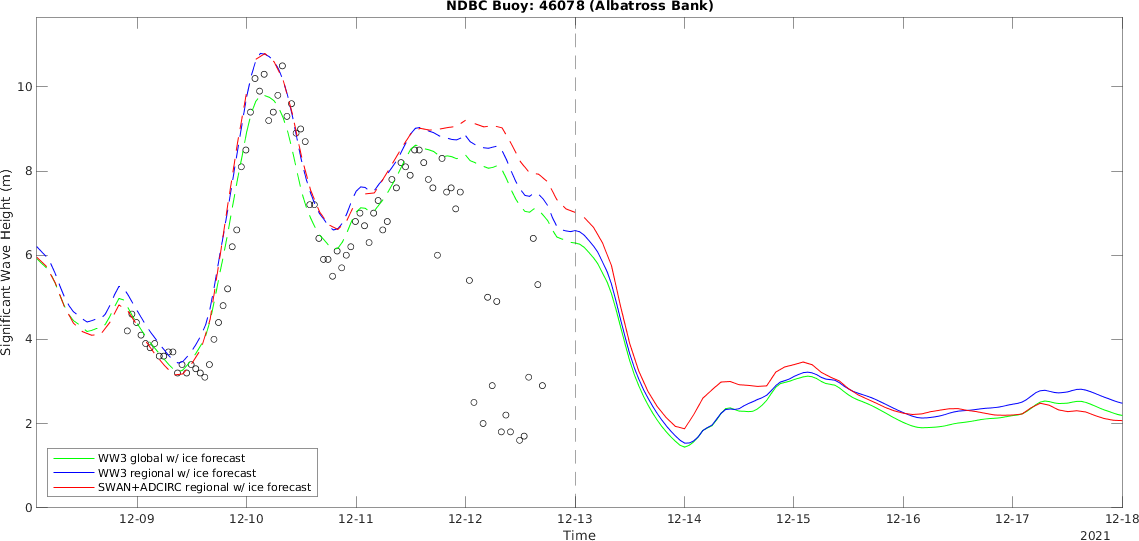 NDBC Buoy: 46078 (Albatross Bank)
Significant Wave Height (m)
10
8
6
4
2
0
WW3 global w/ ice forecast
WW3 regional w/ ice forecast
SWAN+ADCIRC regional w/ ice forecast
12-09 12-10 12-11 12-12 12-13 12-14 12-15 12-16 12-17 12-18
Time
2021